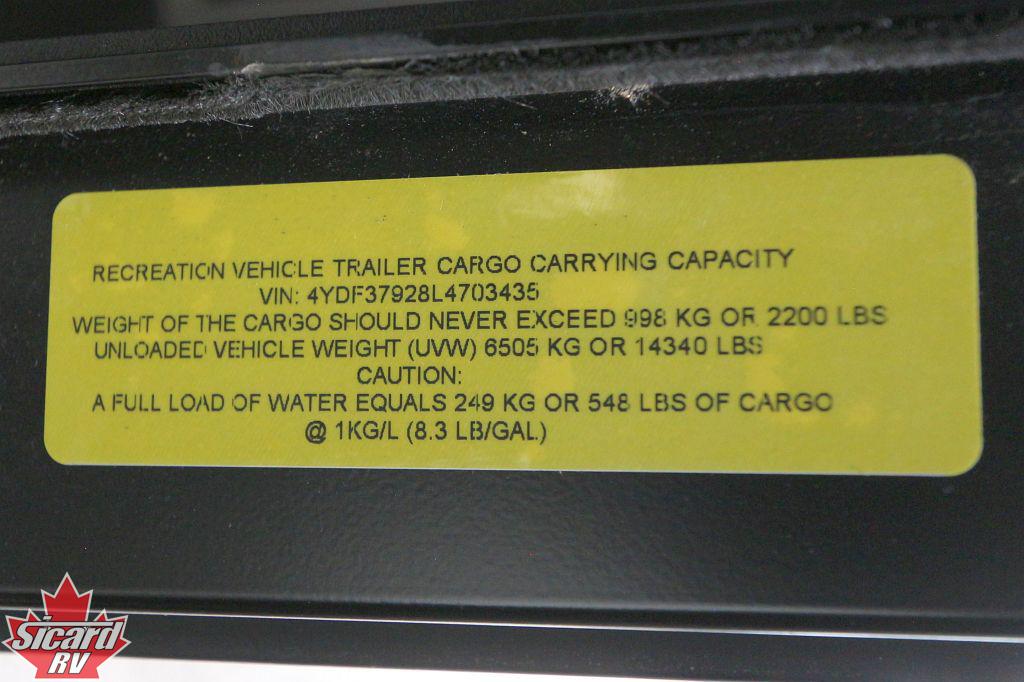 RECREATION VEHICLE TRAILER CARGO CARRYING CAPACITY
VIN: 4YDF37928L4703435
WEIGHT OF THE CARGO SHOULD NEVER EXCEED 998 KG OR 2200 LBS
UNLOADED VEHICLE WEIGHT (UVW) 6505 KG OR 14340 LBS
CAUTION:
A FULL LOAD OF WATER EQUALS 249 KG OR 548 LBS OF CARGO
@ 1KG/L (8.3 LB/GAL)
Sicard
RV